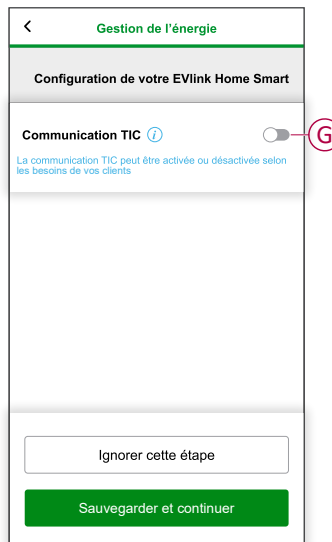 Gestion de l'énergie
Configuration de votre EVlink Home Smart
Communication TIC i
G
La communication TIC peut être activée ou désactivée selon
les besoins de vos clients
Ignorer cette étape
Sauvegarder et continuer